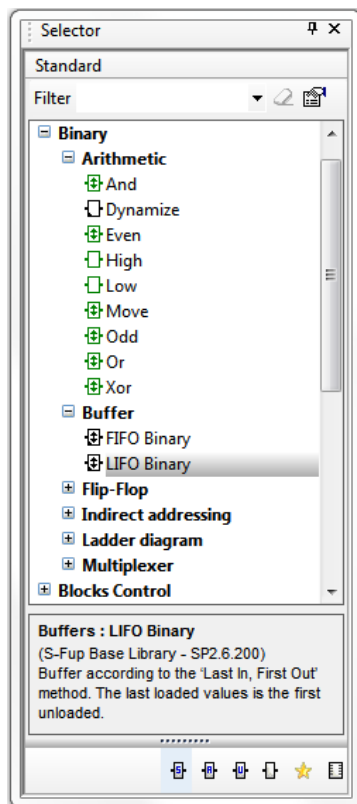 Selector
Standard
Filter
Binary
Arithmetic
And
Dynamize
Even
High
Low
Move
Odd
Or
Xor
Buffer
FIFO Binary
LIFO Binary
Flip-Flop
Indirect addressing
Ladder diagram
Multiplexer
Blocks Control
Buffers : LIFO Binary
(S-Fup Base Library - SP2.6.200)
Buffer according to the 'Last In, First Out'
method. The last loaded values is the first
unloaded.
S A U